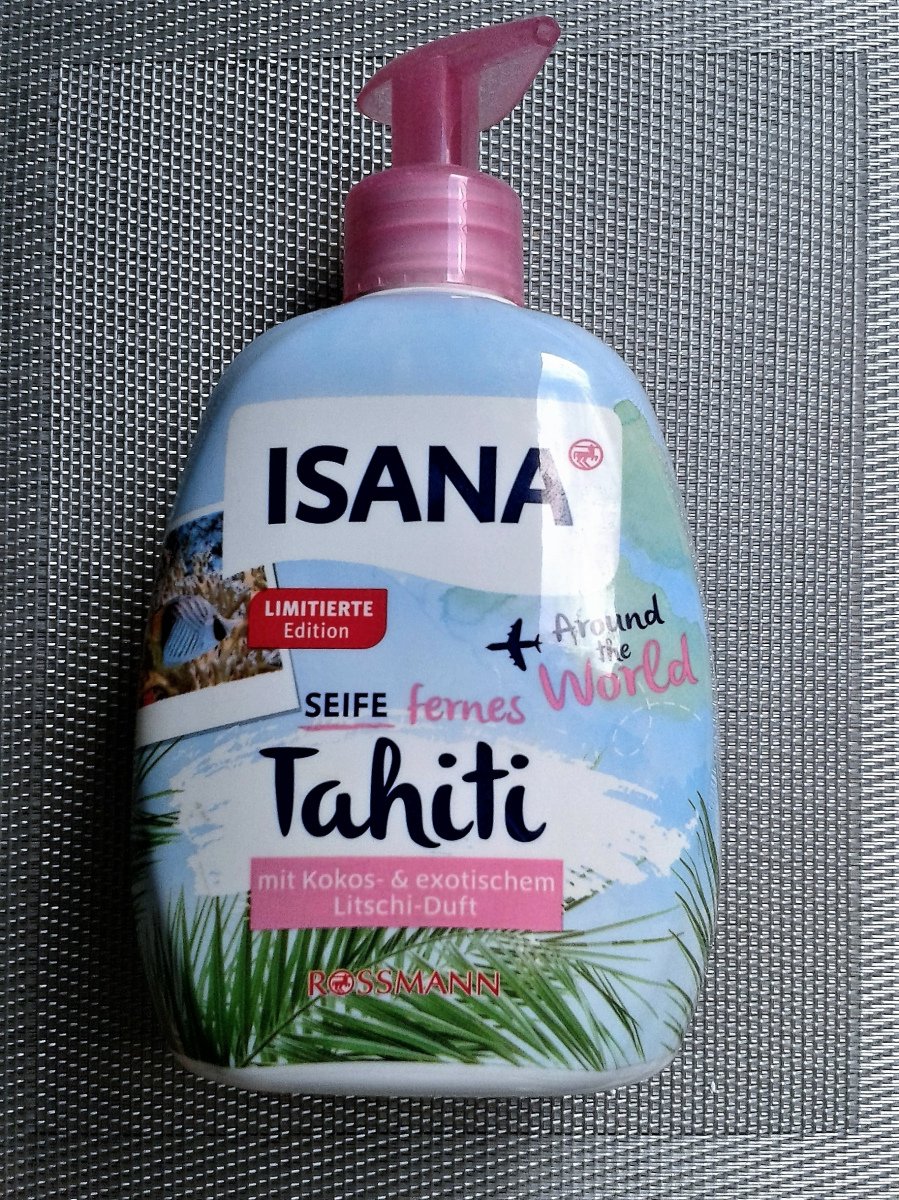 ISANA
LIMITIERTE
Edition
Around
the
World
SEIFE fernes
Tahiti
mit Kokos- & exotischem
Litschi-Duft
ROSSMANN